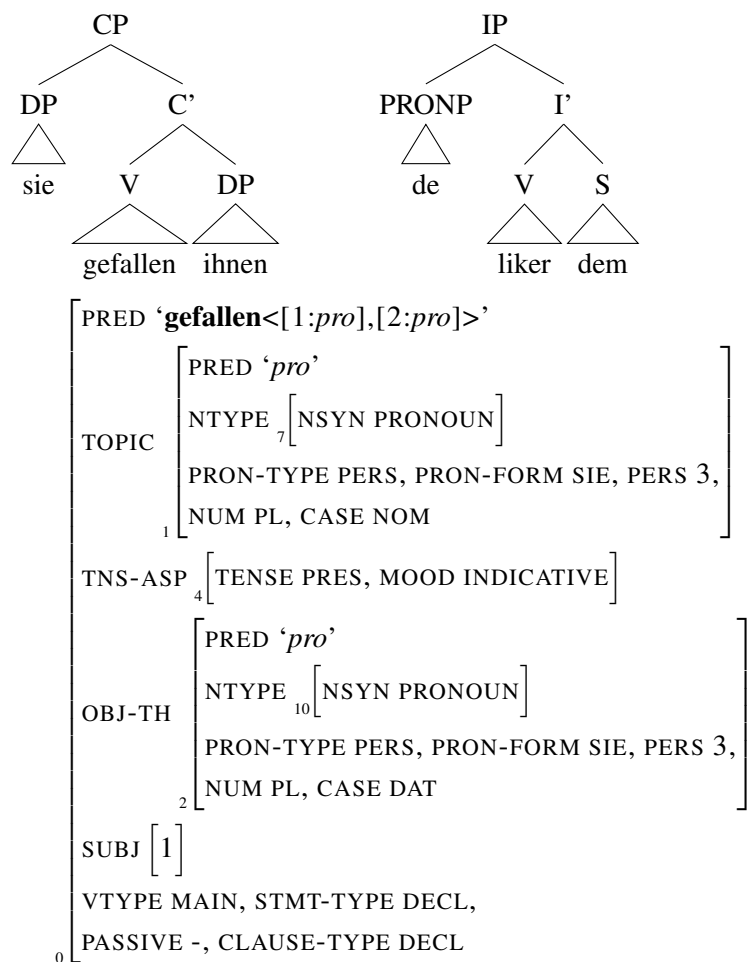 CP IP
DP C’ PRONP I’
sie V DP de V S
gefallen ihnen liker dem
PRED ‘gefallen<[1:pro],[2:pro]>’
PRED ‘pro’
NTYPE 7 [NSYN PRONOUN]
TOPIC
PRON-TYPE PERS, PRON-FORM SIE, PERS 3,
1 NUM PL, CASE NOM
TNS-ASP 4 [TENSE PRES, MOOD INDICATIVE]
PRED ‘pro’
NTYPE 10 [NSYN PRONOUN]
OBJ-TH
PRON-TYPE PERS, PRON-FORM SIE, PERS 3,
2 NUM PL, CASE DAT
SUBJ [1]
VTYPE MAIN, STMT-TYPE DECL,
0 PASSIVE -, CLAUSE-TYPE DECL